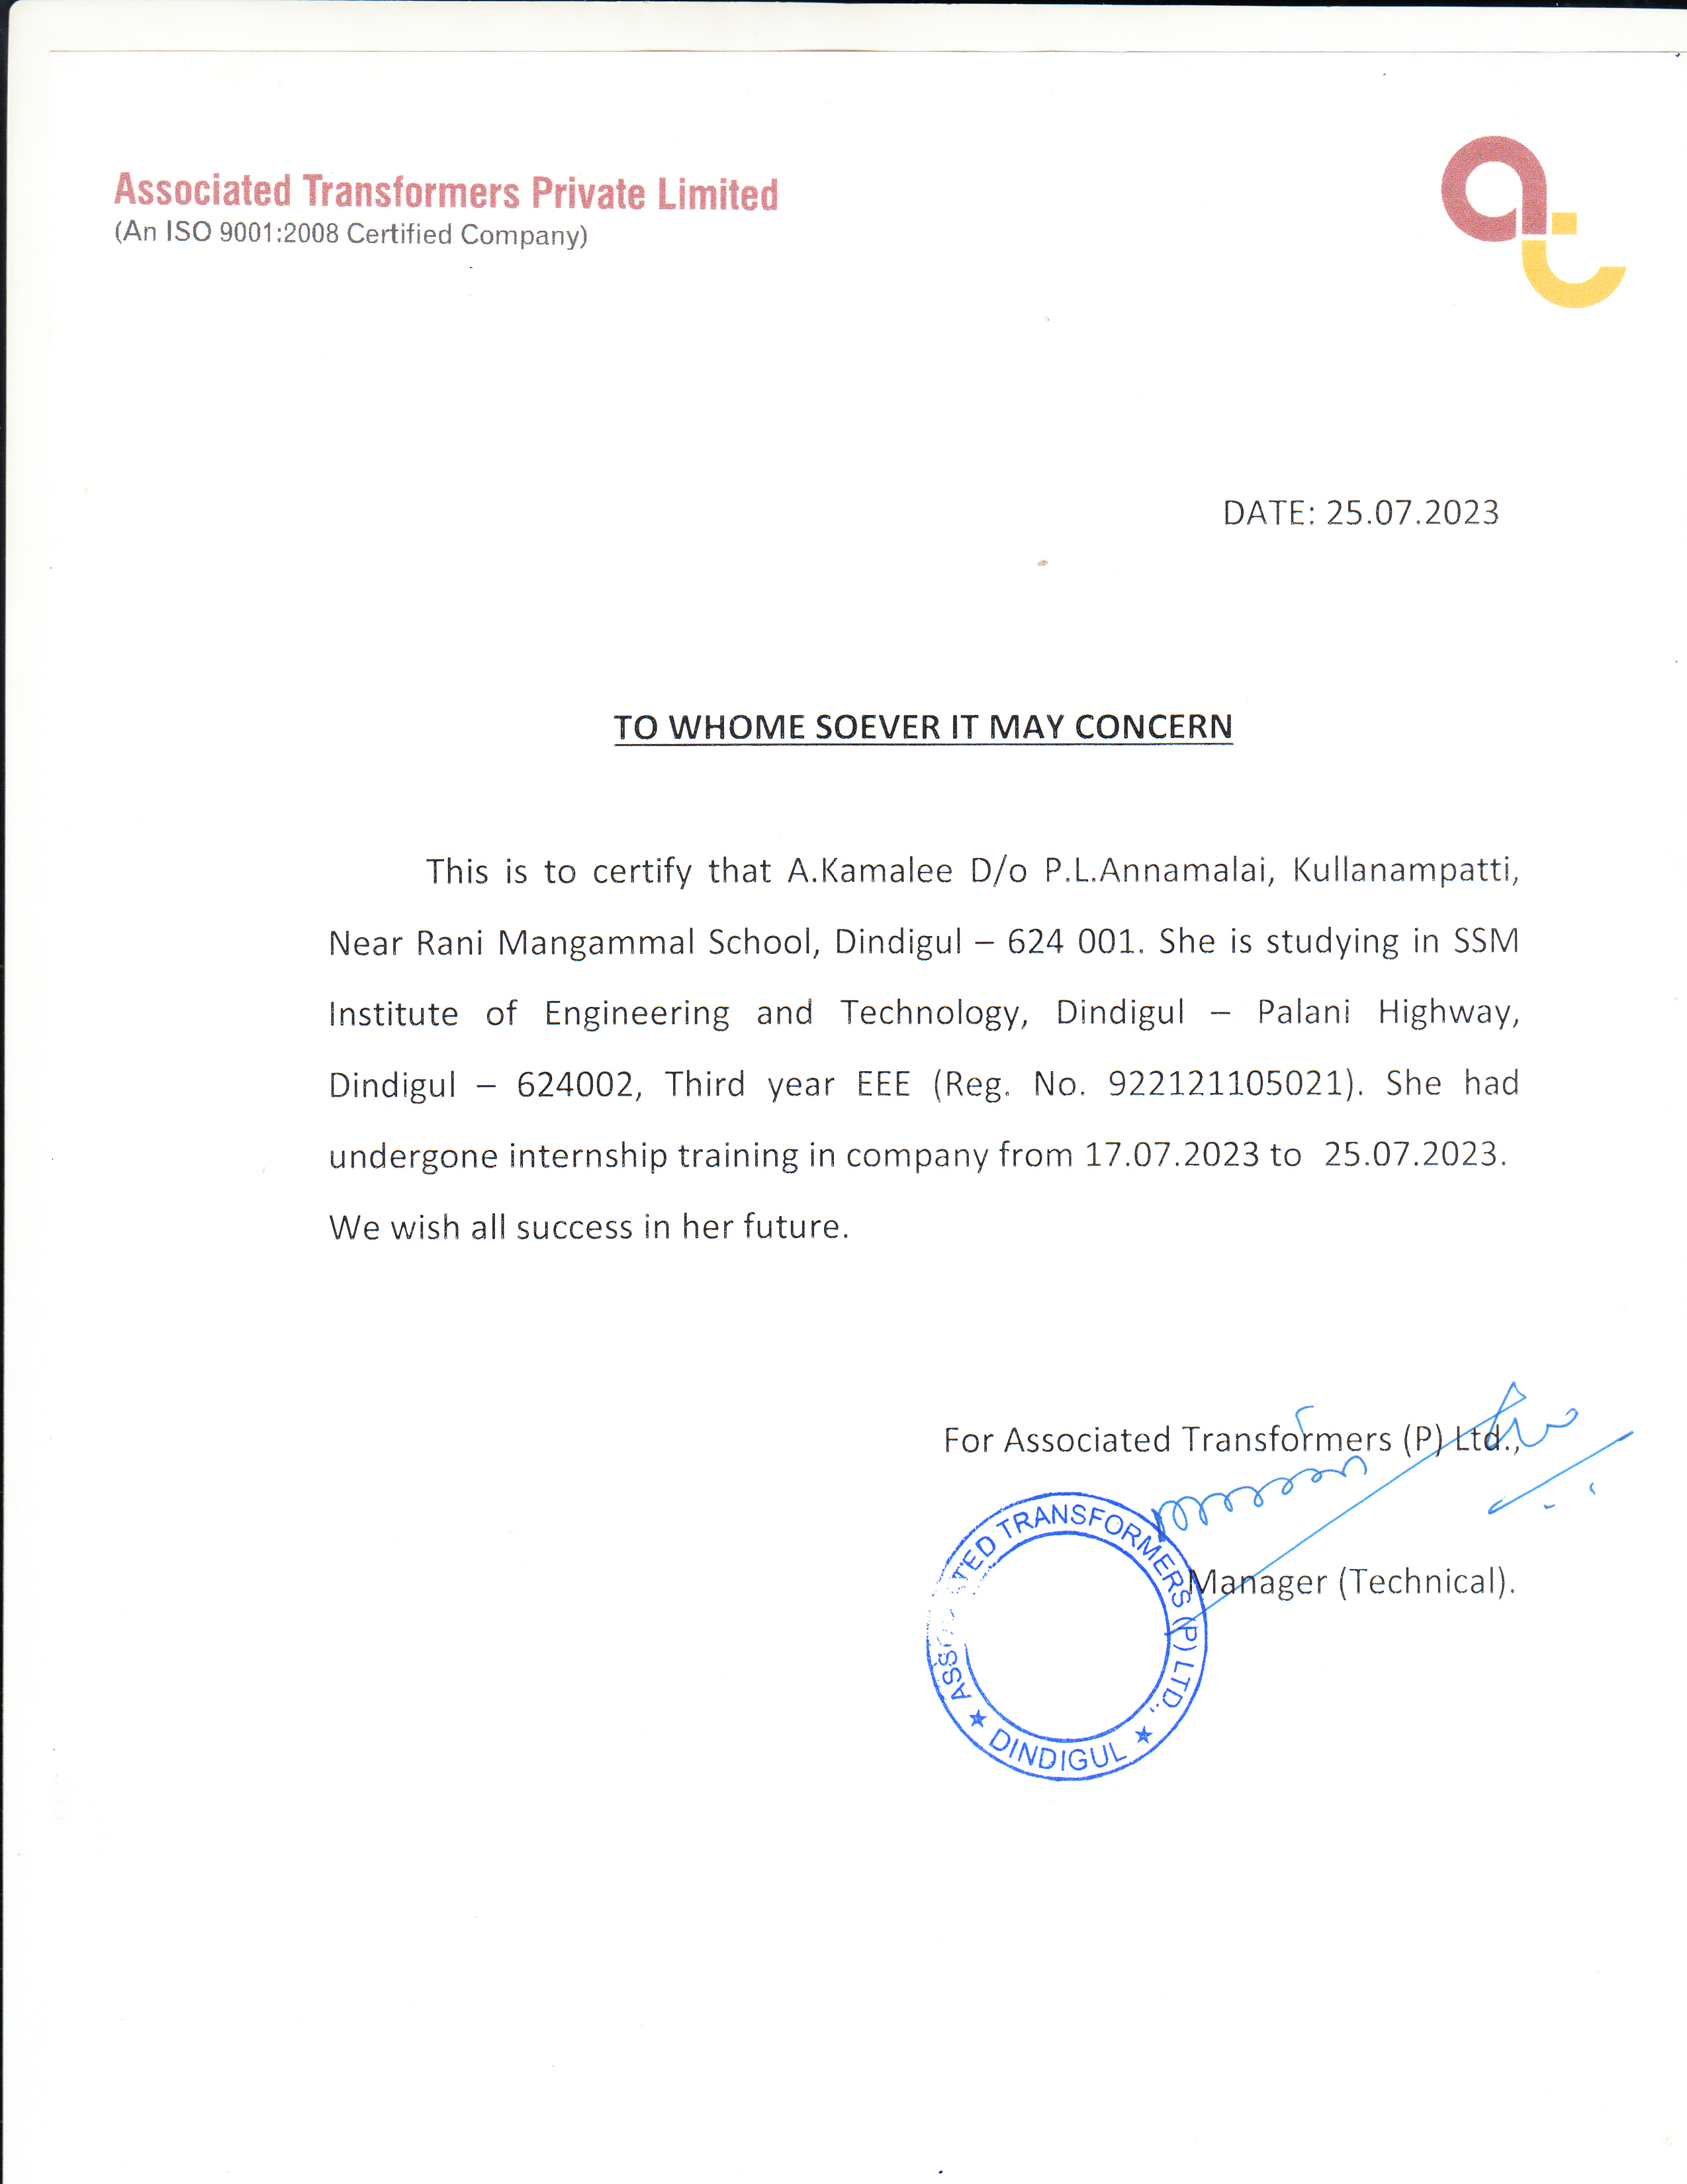 Associated Transformers Private Limited
(An ISO 9001:2008 Certified Company)
at
DATE: 25.07.2023
TO WHOME SOEVER IT MAY CONCERN
This is to certify that A.Kamalee D/o P.L.Annamalai, Kullanampatti,
Near Rani Mangammal School, Dindigul – 624 001. She is studying in SSM
Institute of Engineering and Technology, Dindigul – Palani Highway,
Dindigul – 624002, Third year EEE (Reg. No. 922121105021). She had
undergone internship training in company from 17.07.2023 to 25.07.2023.
We wish all success in her future.
For Associated Transformers (P) Ltd.,
Manager (Technical).
TRANSFORMERS (P) LTD.,
★ DINDIGUL ★